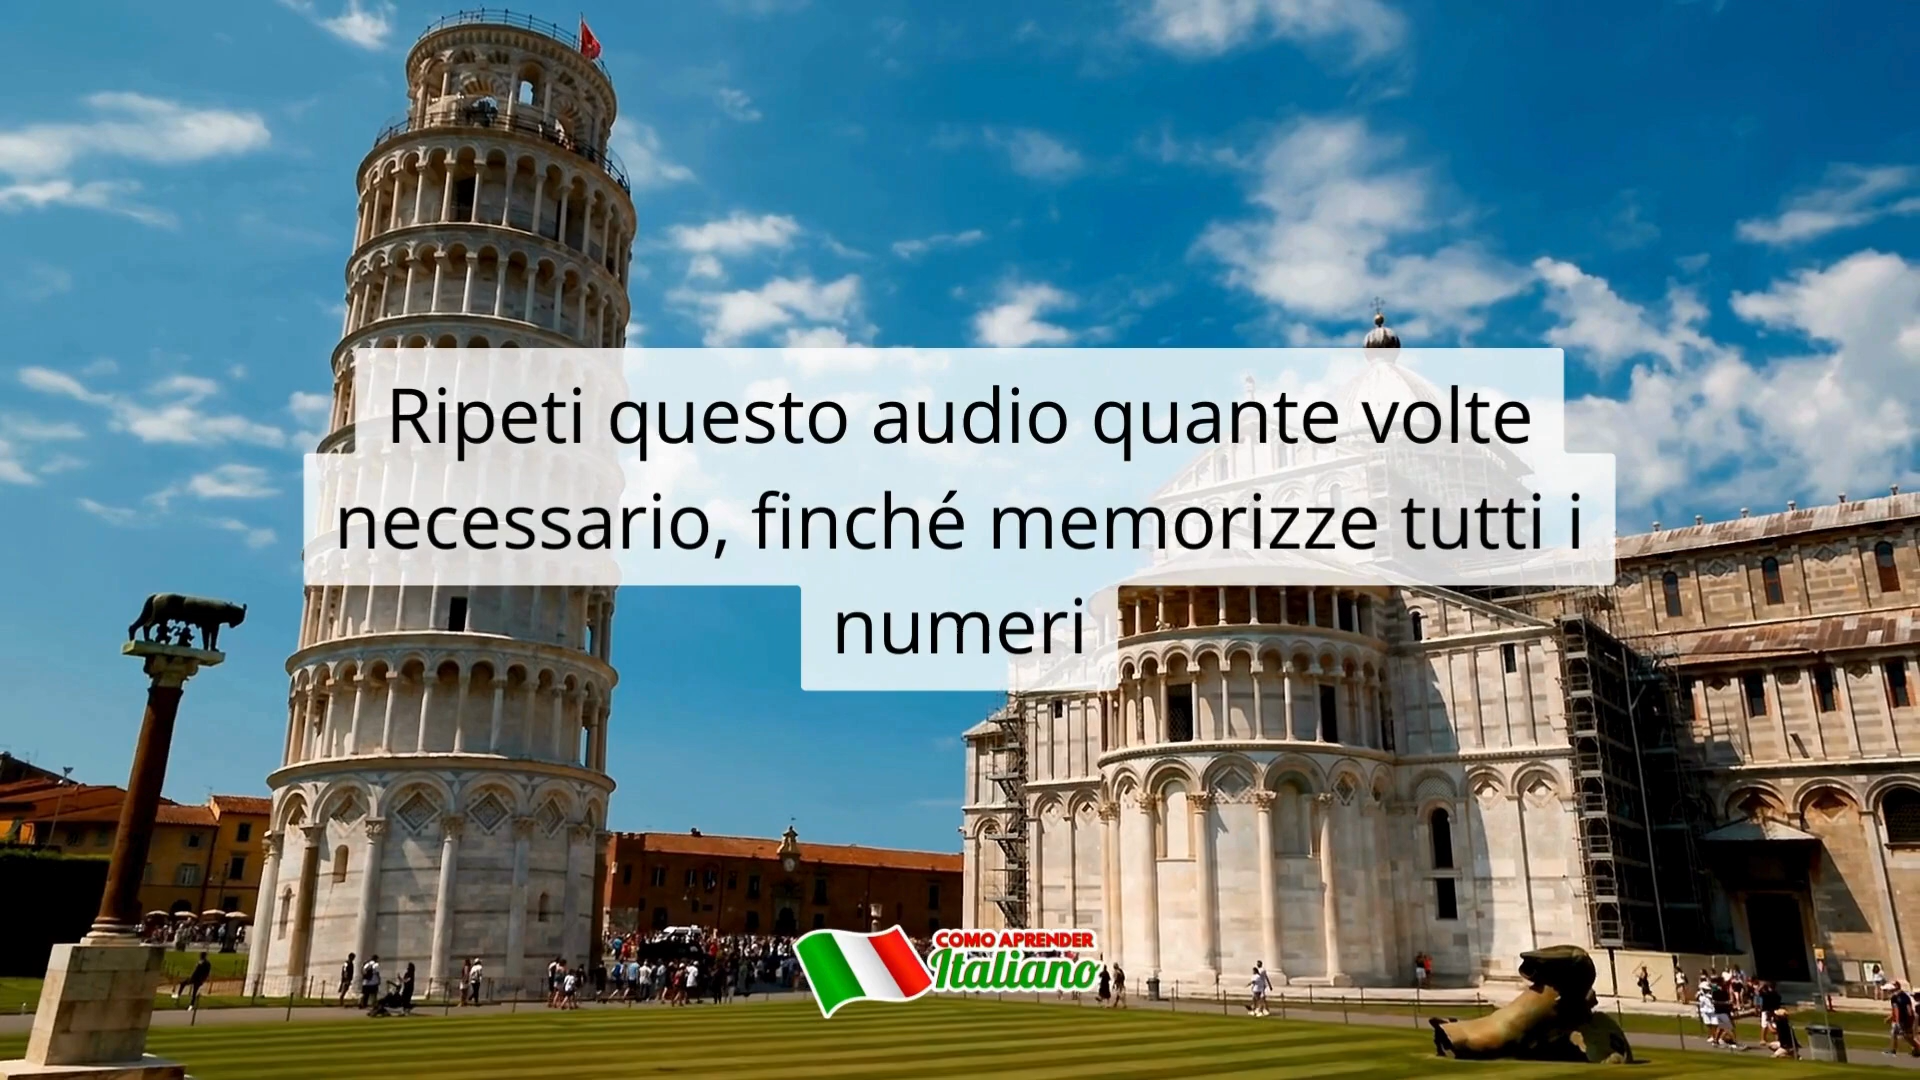 Ripeti questo audio quante volte
necessario, finché memorizze tutti i
numeri
COMO APRENDER
Italiano